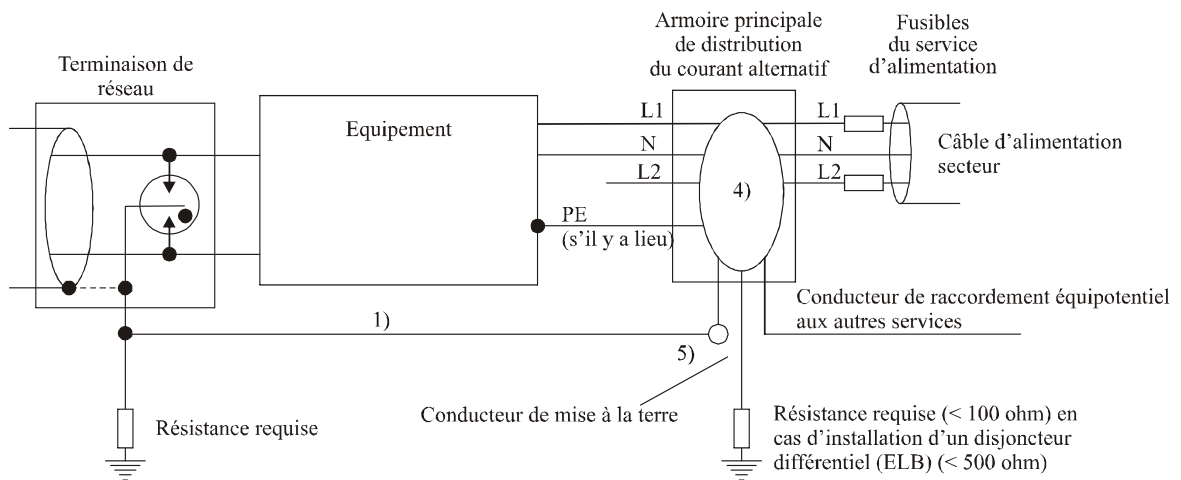 Armoire principale
de distribution
du courant alternatif
Fusibles
du service
d'alimentation
Terminaison de
réseau
Equipement
L1
L1
N
N
L2
L2
4)
Câble d'alimentation
secteur
PE
(s'il y a lieu)
Conducteur de raccordement équipotentiel
aux autres services
1)
5)
Conducteur de mise à la terre
Résistance requise
Résistance requise (< 100 ohm) en
cas d'installation d'un disjoncteur
différentiel (ELB) (< 500 ohm)